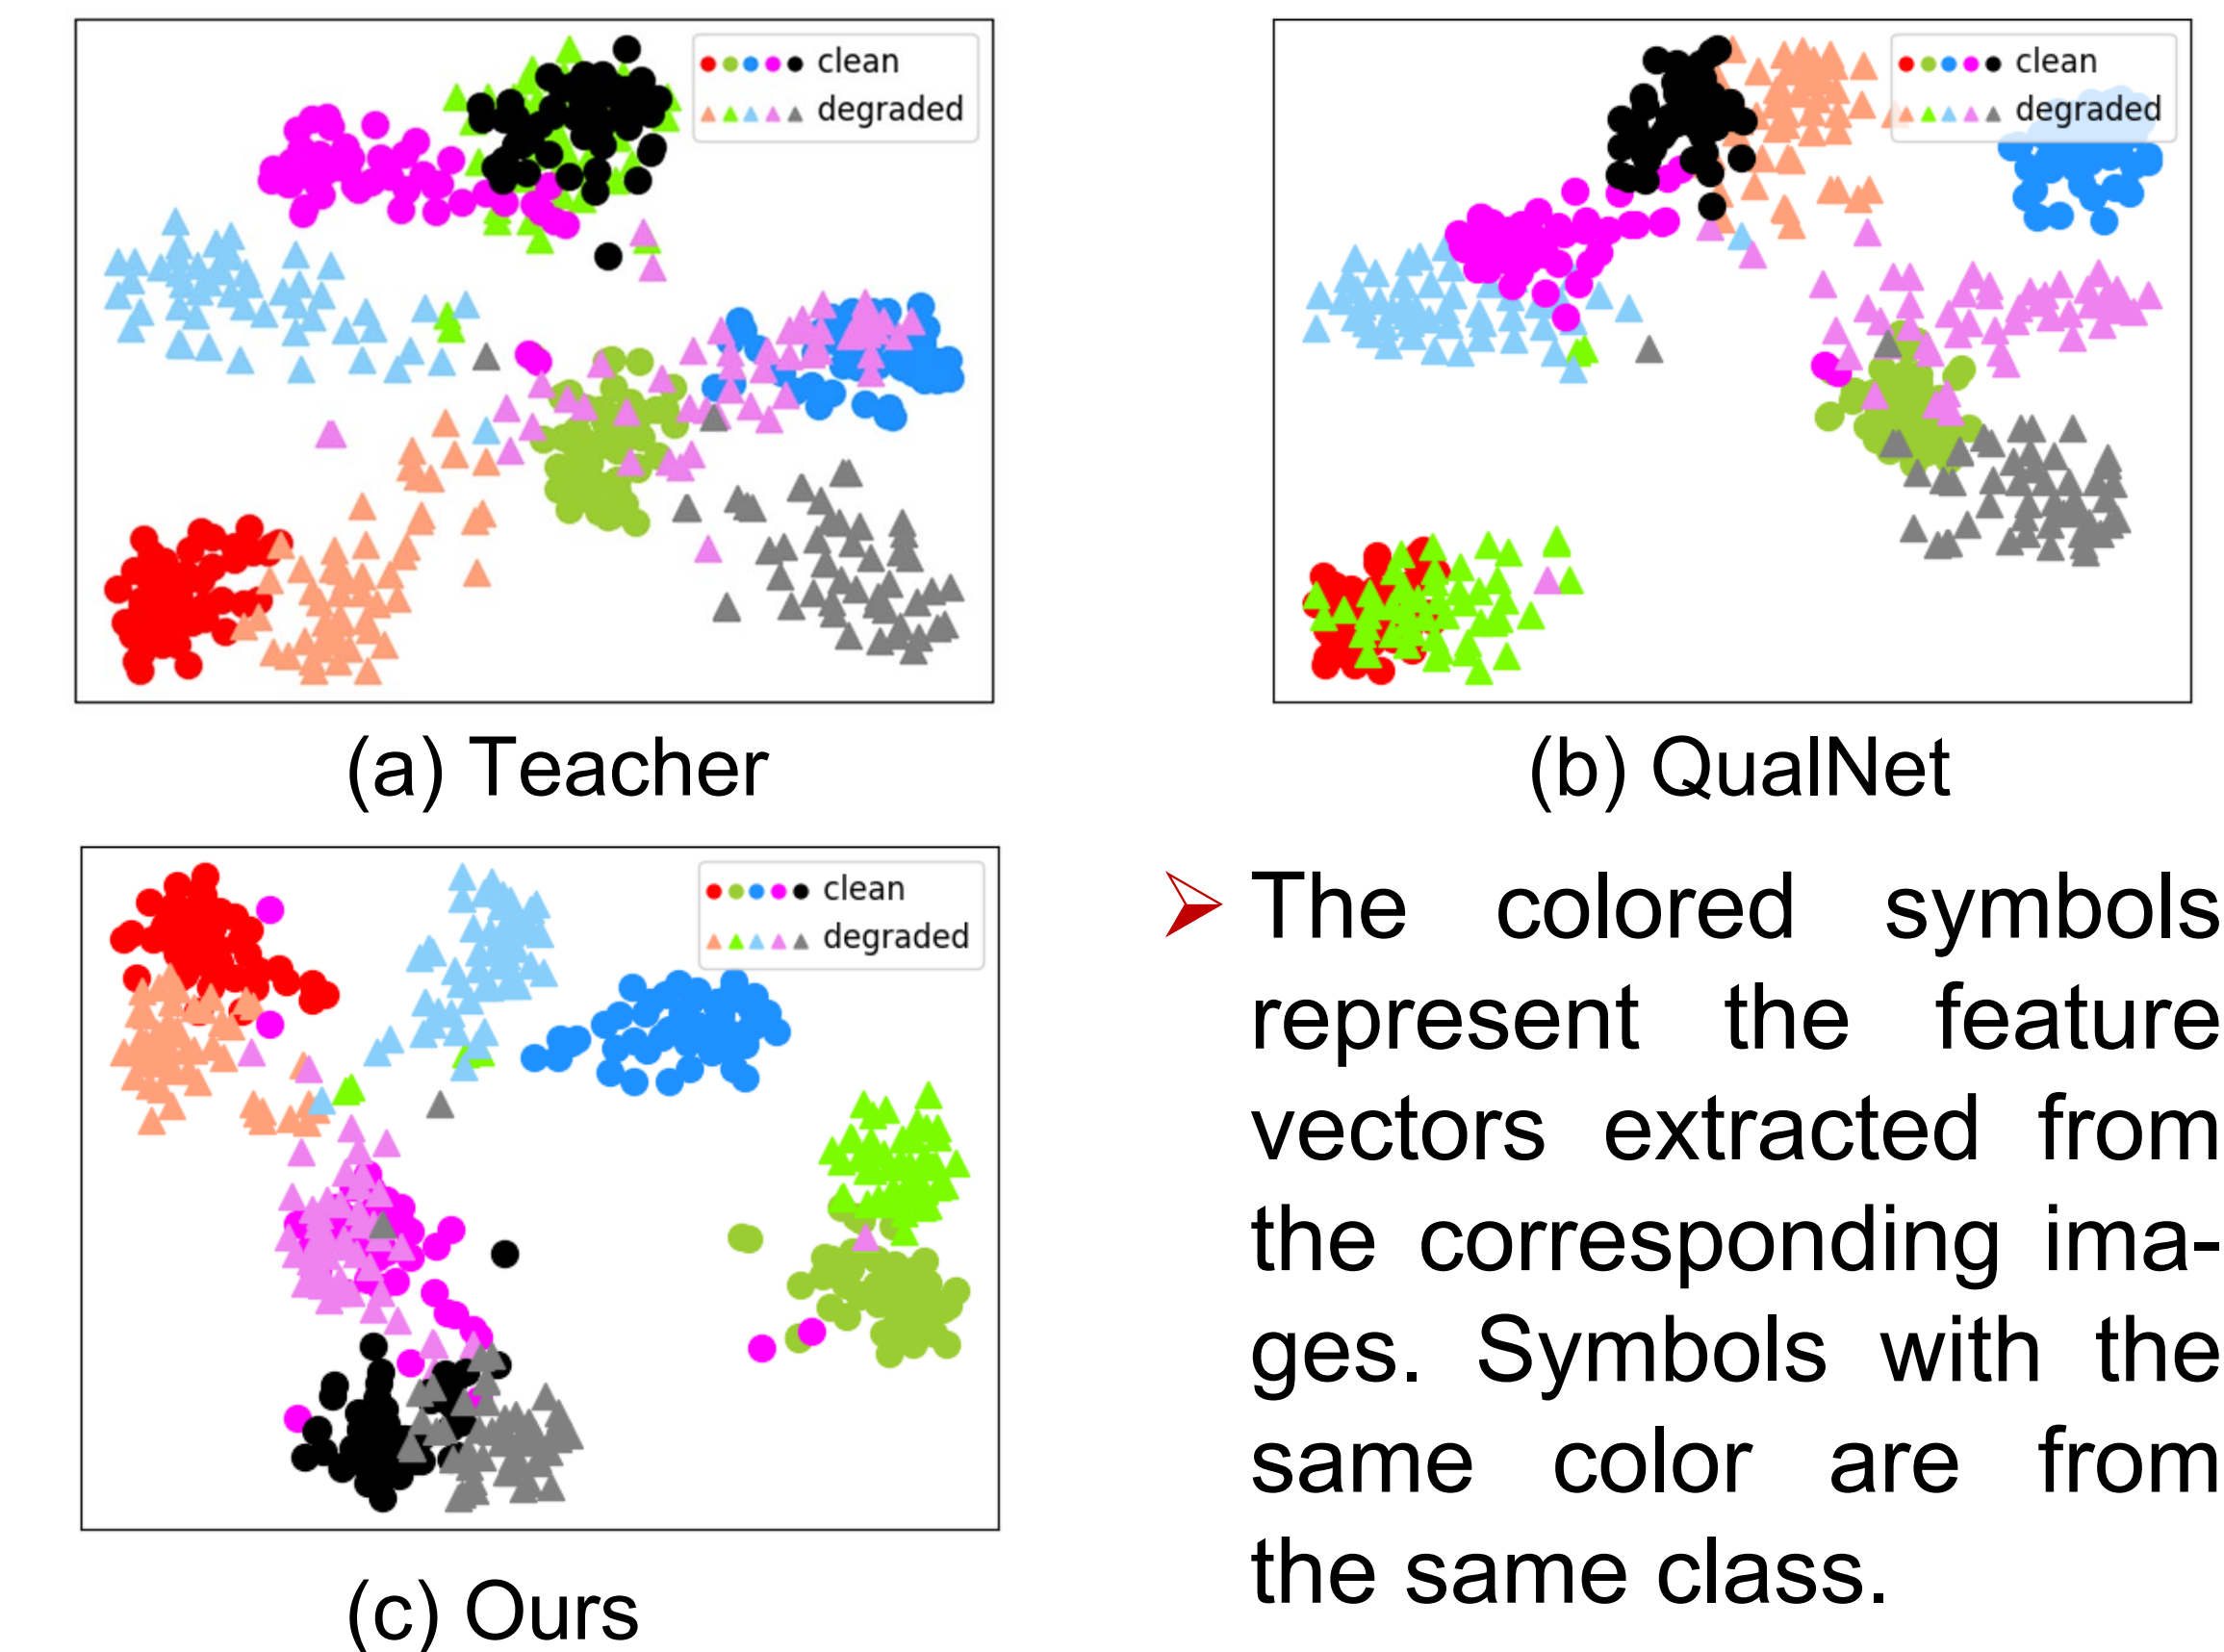 clean
degraded
(a) Teacher
clean
degraded
(b) QualNet
clean
degraded
(c) Ours
The colored symbols
represent the feature
vectors extracted from
the corresponding ima-
ges. Symbols with the
same color are from
the same class.